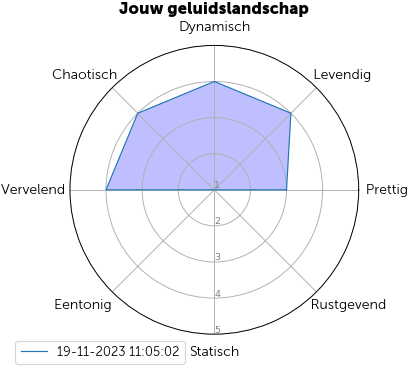 Jouw geluidslandschap
Dynamisch
Chaotisch
Levendig
Vervelend
Prettig
1
2
3
4
5
Eentonig
Rustgevend
Statisch
19-11-2023 11:05:02